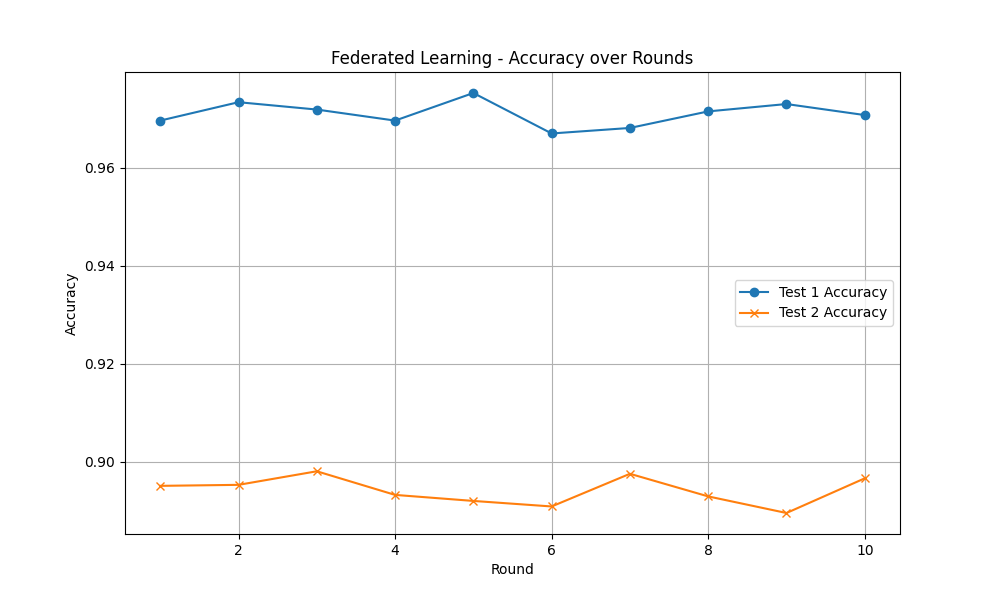 Federated Learning - Accuracy over Rounds
0.96
0.94
0.92
0.90
Accuracy
Test 1 Accuracy
Test 2 Accuracy
2 4 6 8 10
Round